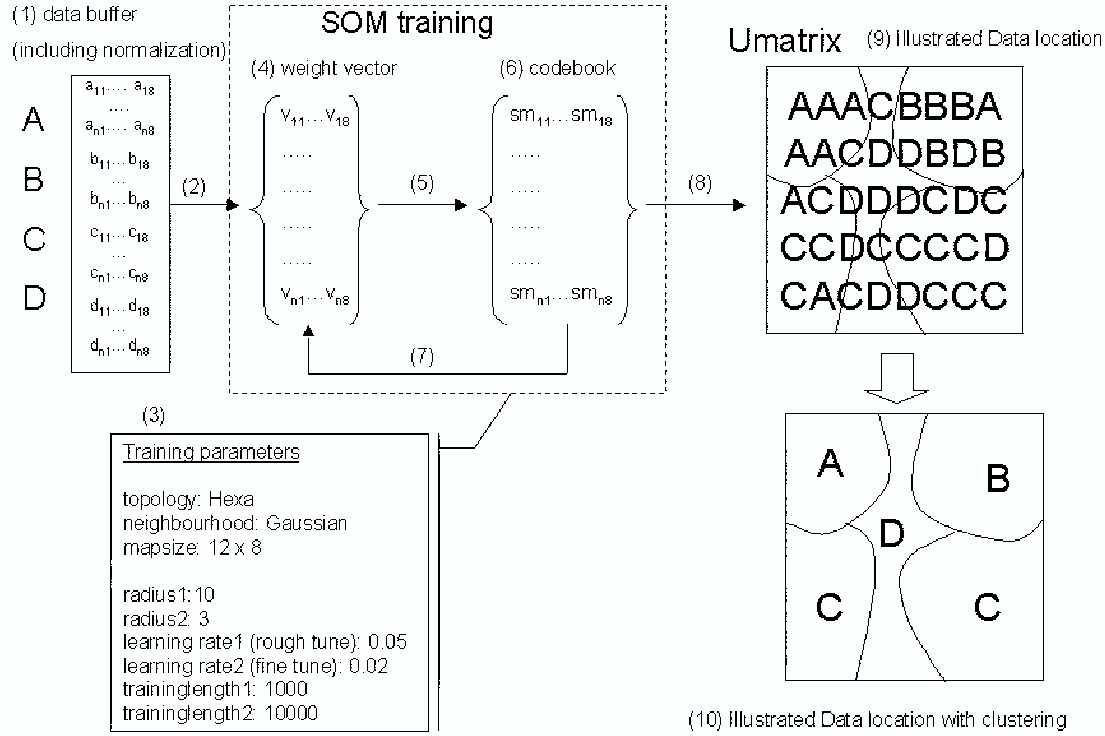 (1) data buffer
(including normalization)
SOM training
Umatrix
(9) Illustrated Data location
(4) weight vector
(6) codebook
A
B
C
D
a11.... a18
....
an1.... an8
b11... b18
...
bn1... bn8
c11... c18
...
cn1... cn8
d11... d18
....
dn1... dn8
(2)
v11...v18
.....
.....
.....
.....
vn1...vn8
(5)
sm11...sm18
.....
.....
.....
.....
smn1...smn8
(7)
(8)
AAACBBBA
AACDDBDB
ACDDDCDC
CCDCCCCD
CACDDCCC
(3)
Training parameters
topology: Hexa
neighbourhood: Gaussian
mapsize: 12 x 8
radius1:10
radius2: 3
learning rate1 (rough tune): 0.05
learning rate2 (fine tune): 0.02
traininglength1: 1000
traininglength2: 10000
A
B
D
C
C
(10) Illustrated Data location with clustering